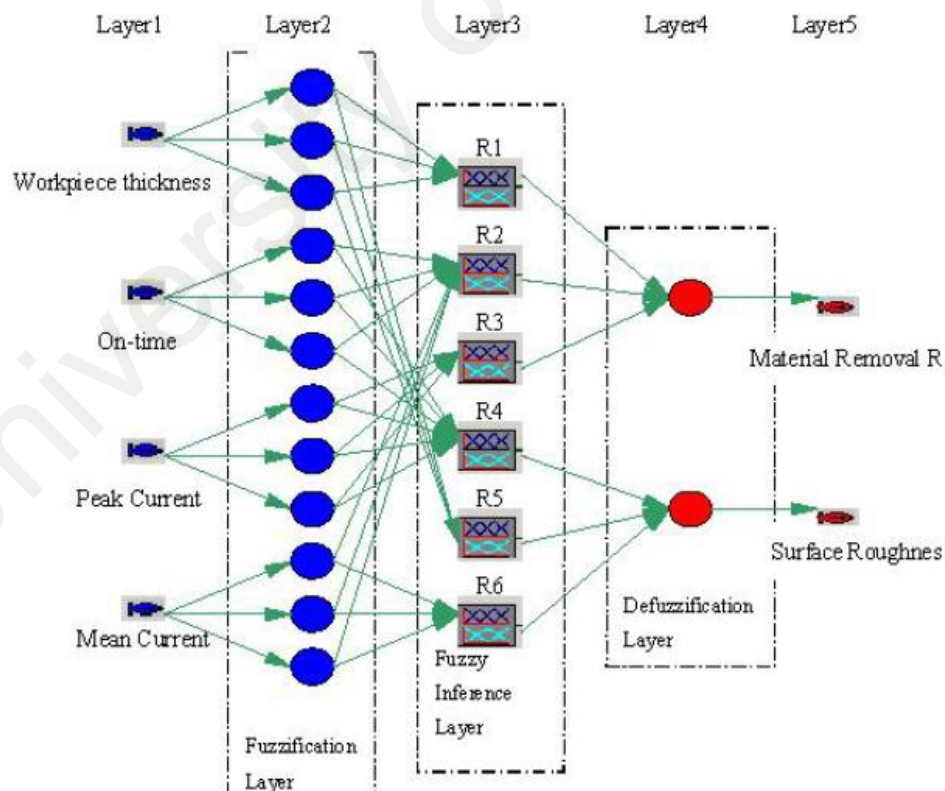 Layer1
Layer2
Layer3
Layer4
Layer5
Workpiece thickness
On-time
Peak Current
Mean Current
R1
R2
R3
R4
R5
R6
Fuzzification
Layer
Fuzzy
Inference
Layer
Defuzzification
Layer
Material Removal R
Surface Roughnes
University o